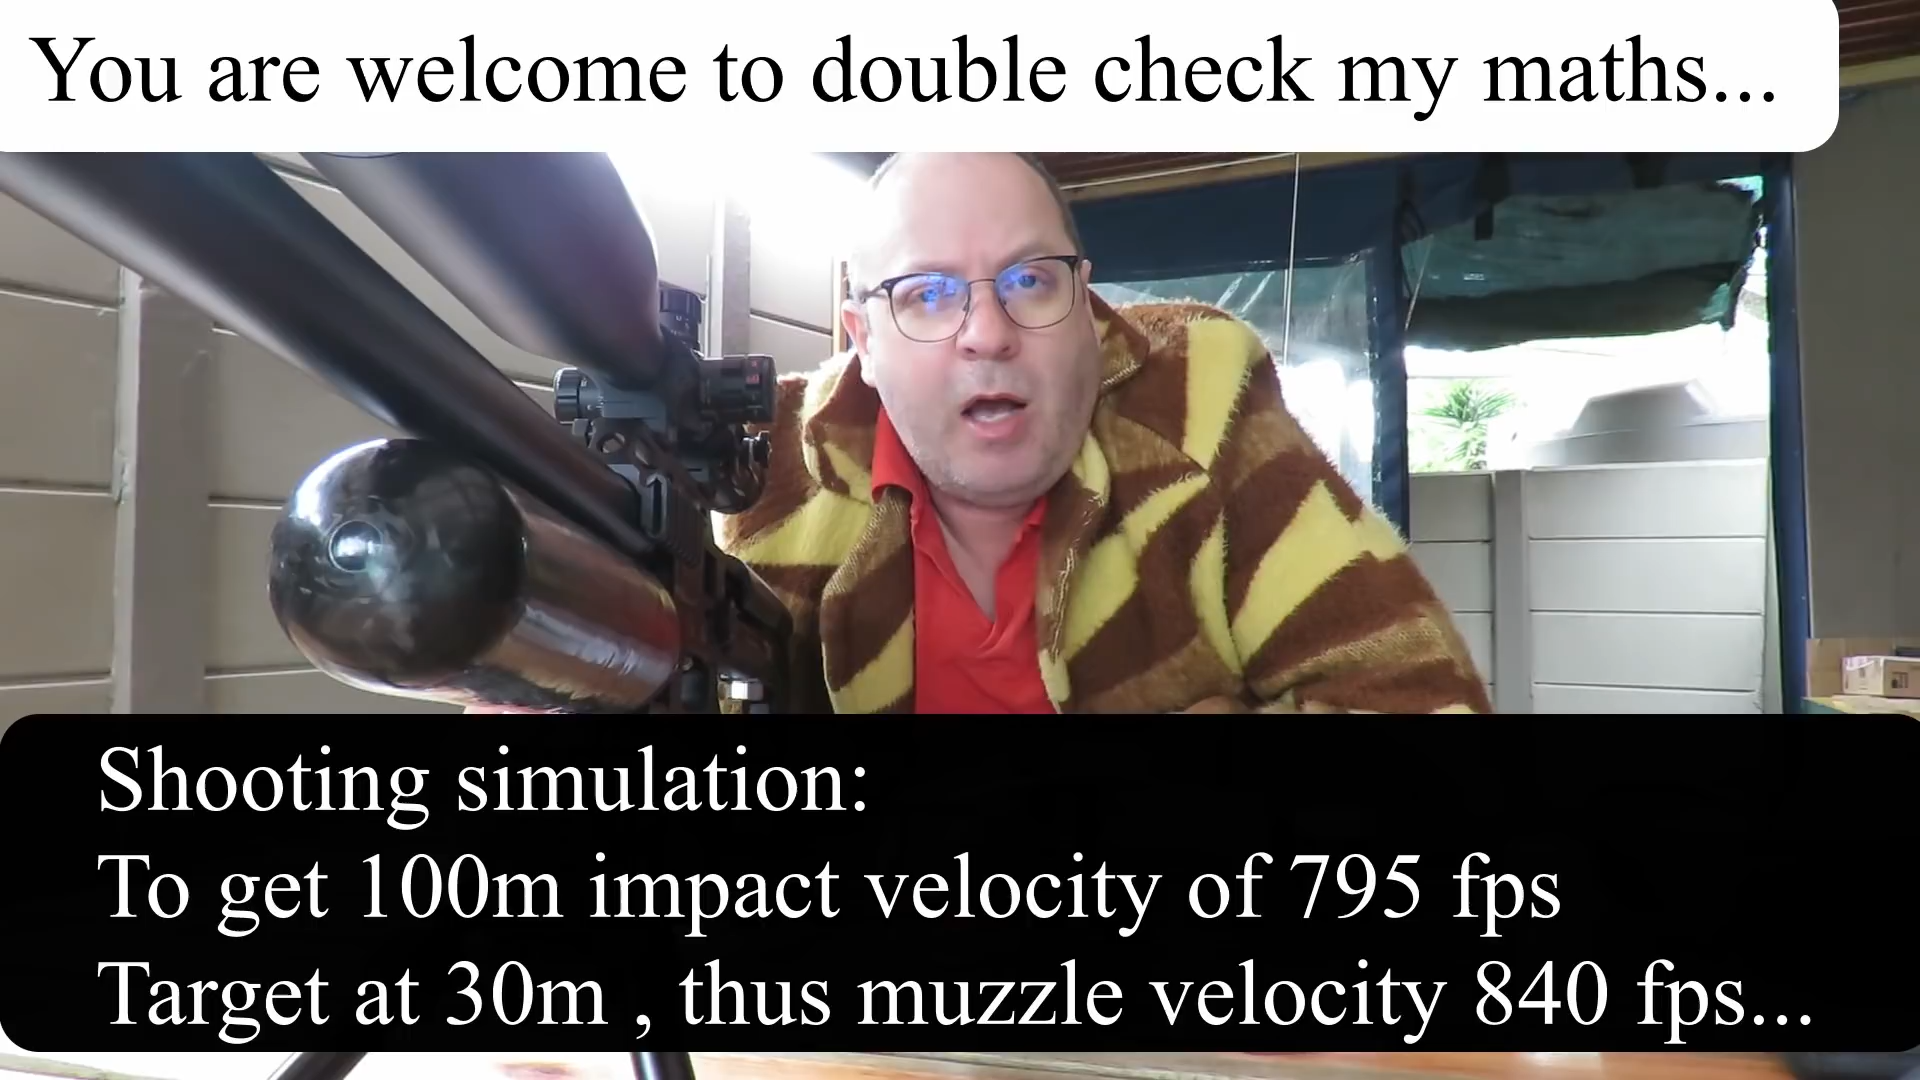 You are welcome to double check my maths...
Shooting simulation:
To get 100m impact velocity of 795 fps
Target at 30m , thus muzzle velocity 840 fps...